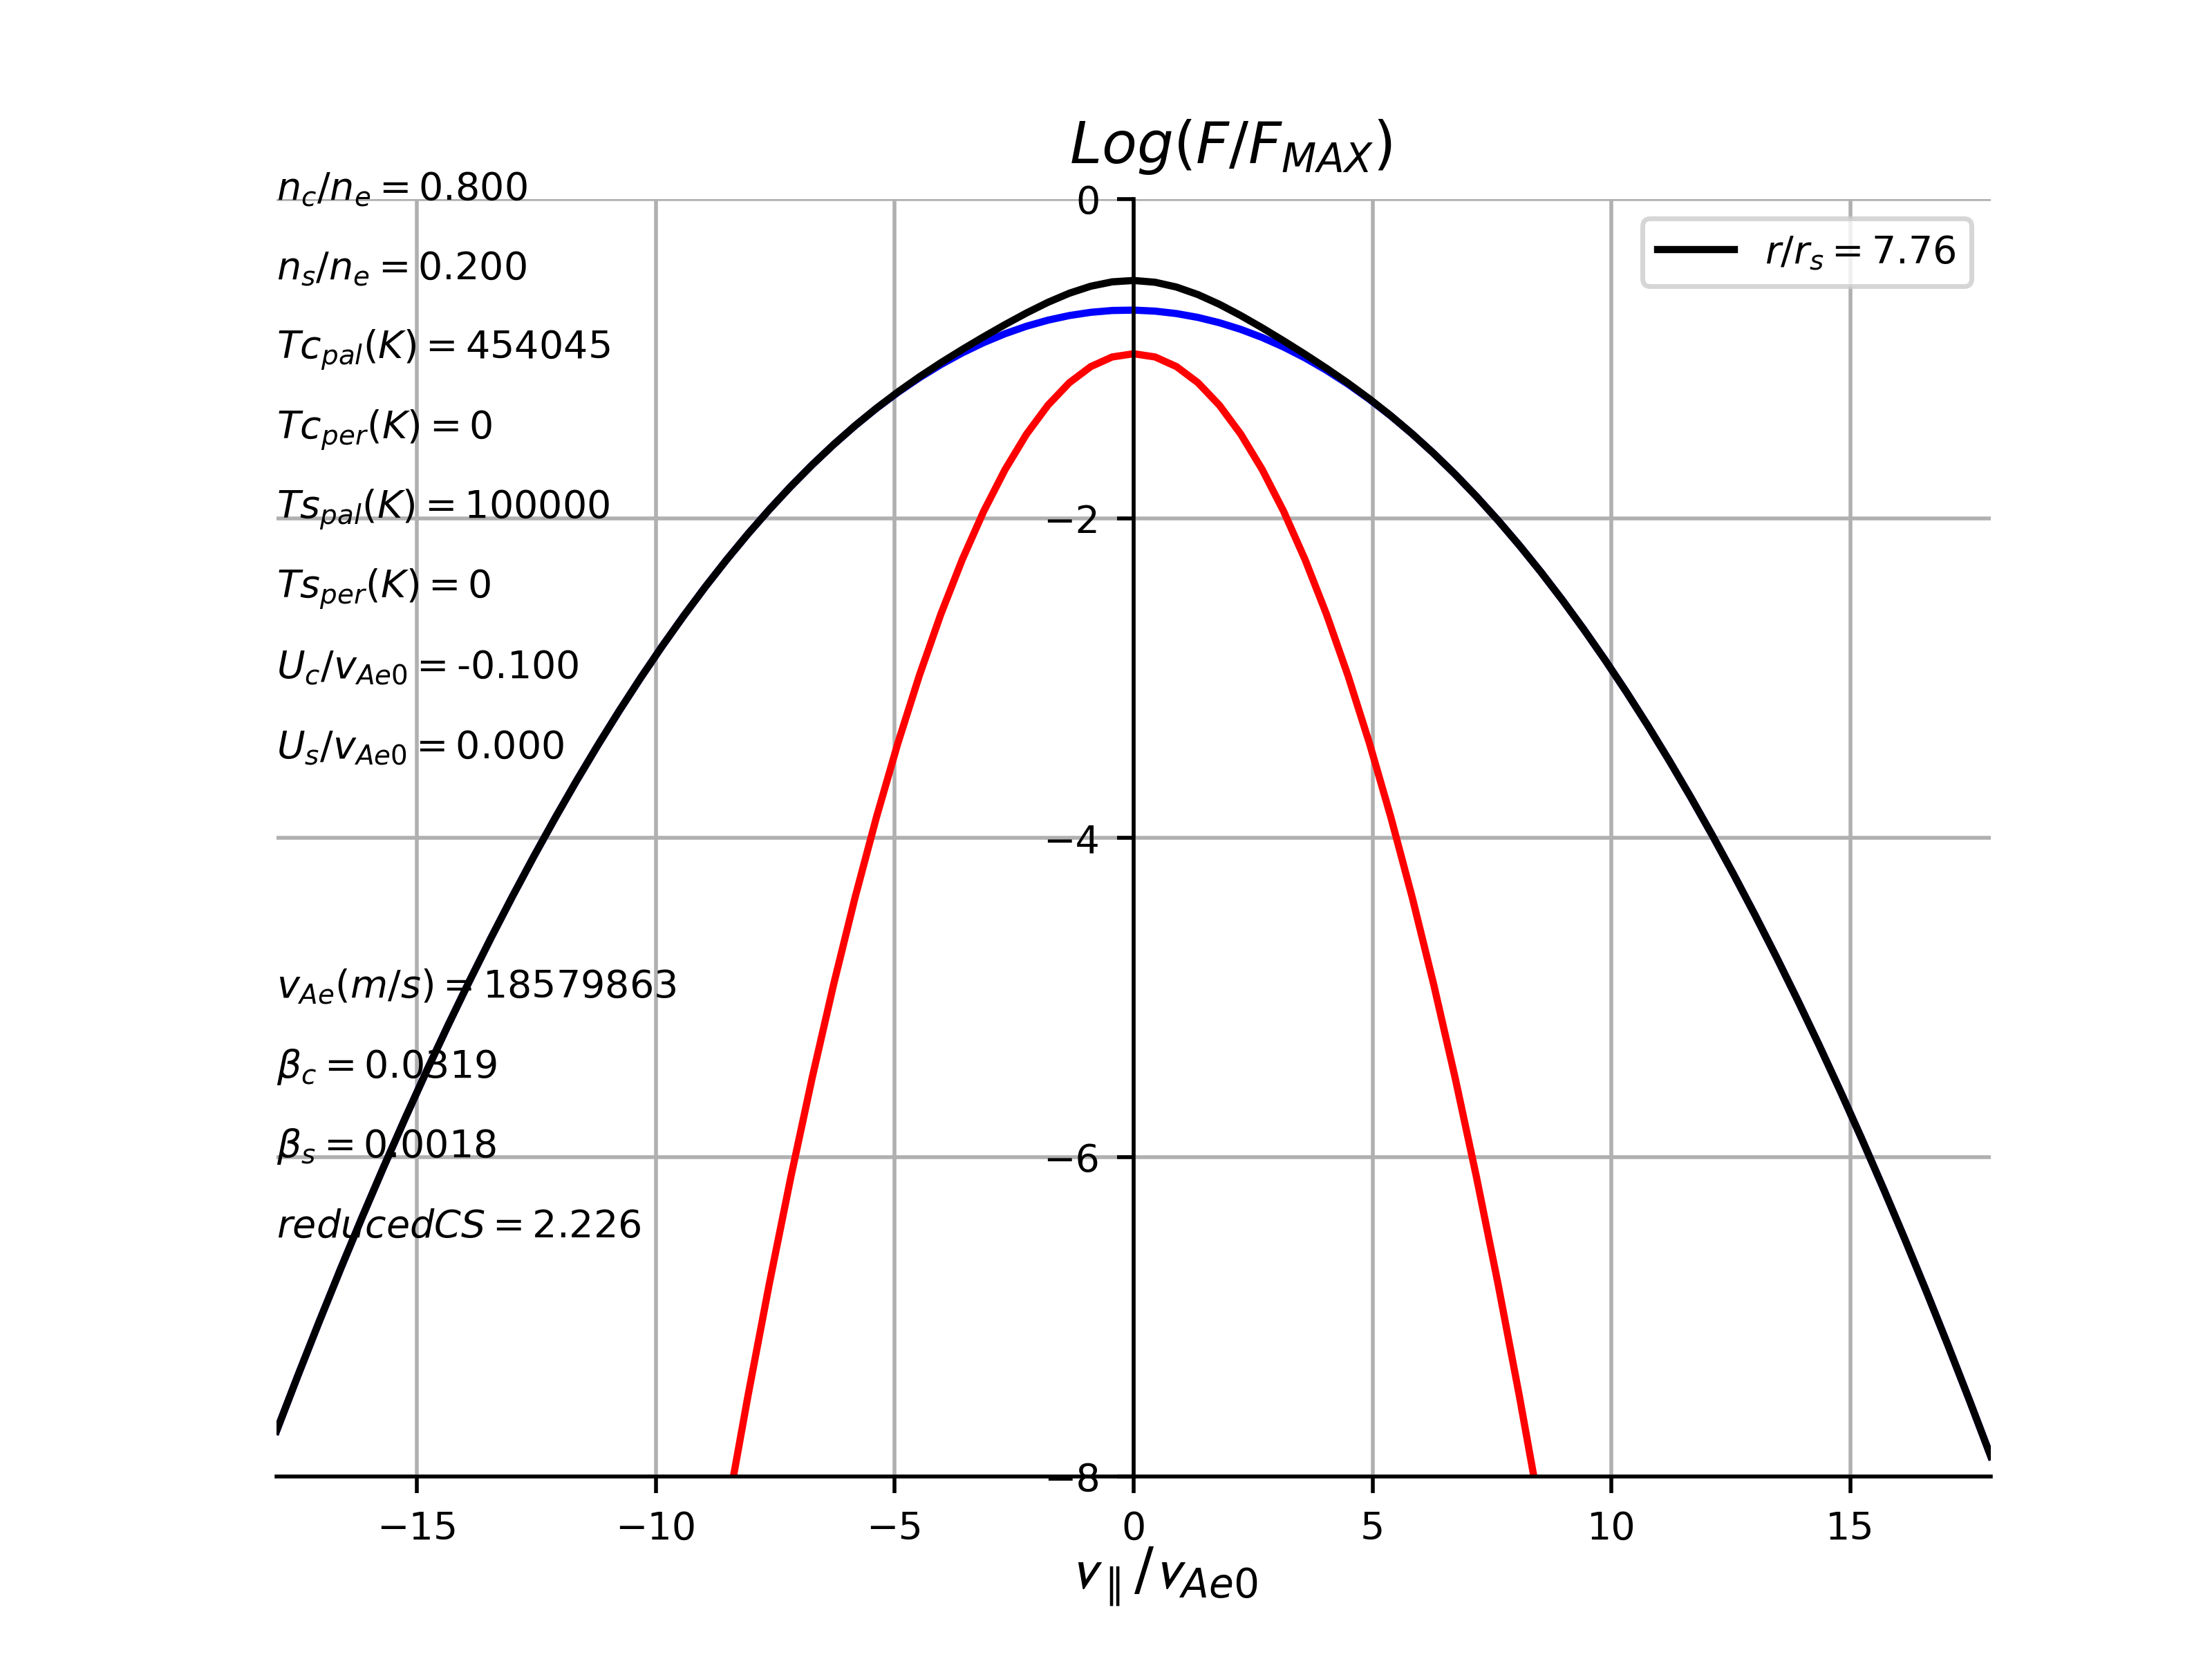 Log(F/F_MAX)
n_c/n_e = 0.800
0
r/r_s = 7.76
n_s/n_e = 0.200
Tc_pal(K) = 454045
Tc_per(K) = 0
Ts_pal(K) = 100000
−2
Ts_per(K) = 0
U_c/v_Ae0 = -0.100
U_s/v_Ae0 = 0.000
−4
v_Ae(m/s) = 18579863
β_c = 0.0319
β_s = 0.0018
−6
reducedCS = 2.226
−8
−15 −10 −5 0 5 10 15
v_∥/v_Ae0